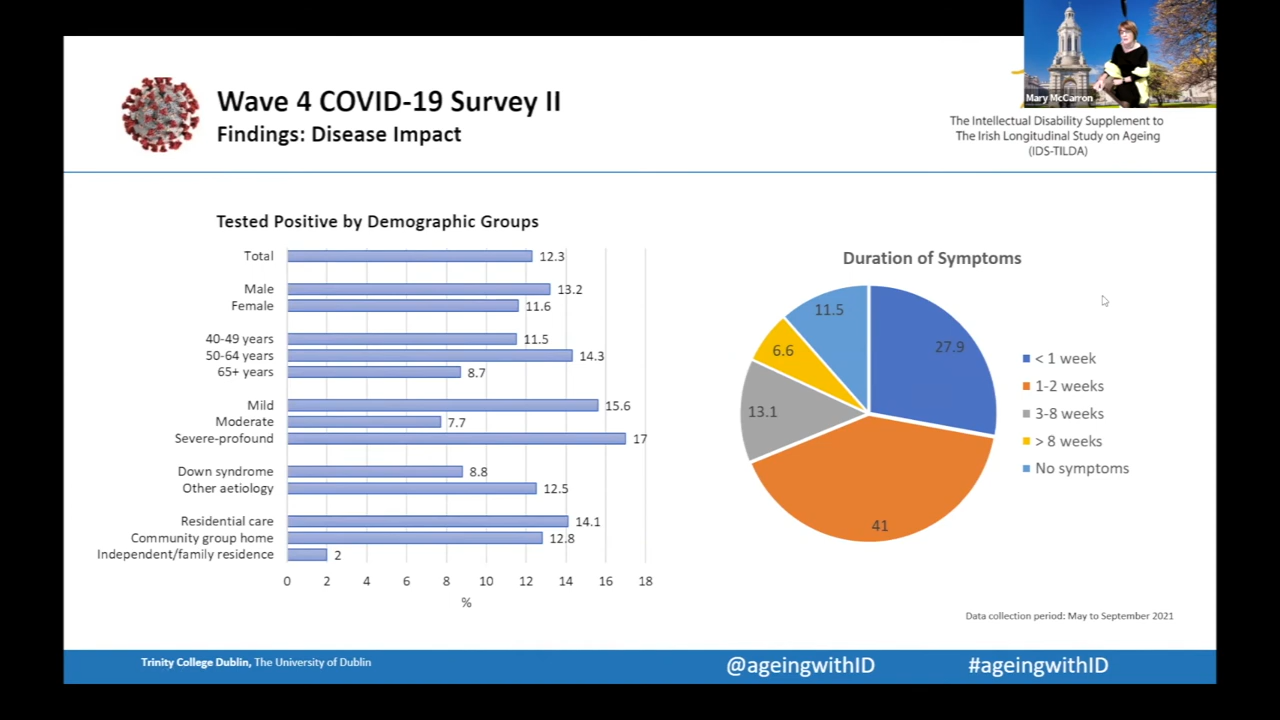 Mary McCarron
Wave 4 COVID-19 Survey II
Findings: Disease Impact
The Intellectual Disability Supplement to
The Irish Longitudinal Study on Ageing
(IDS-TILDA)
Tested Positive by Demographic Groups
Total 12.3
Male 13.2
Female 11.6
40-49 years 11.5
50-64 years 14.3
65+ years 8.7
Mild 15.6
Moderate 7.7
Severe-profound 17
Down syndrome 8.8
Other aetiology 12.5
Residential care 14.1
Community group home 12.8
Independent/family residence 2
0 2 4 6 8 10 12 14 16 18
%
Duration of Symptoms
11.5
27.9
6.6
13.1
41
< 1 week
1-2 weeks
3-8 weeks
> 8 weeks
No symptoms
Data collection period: May to September 2021
Trinity College Dublin, The University of Dublin
@ageingwithID
#ageingwithID